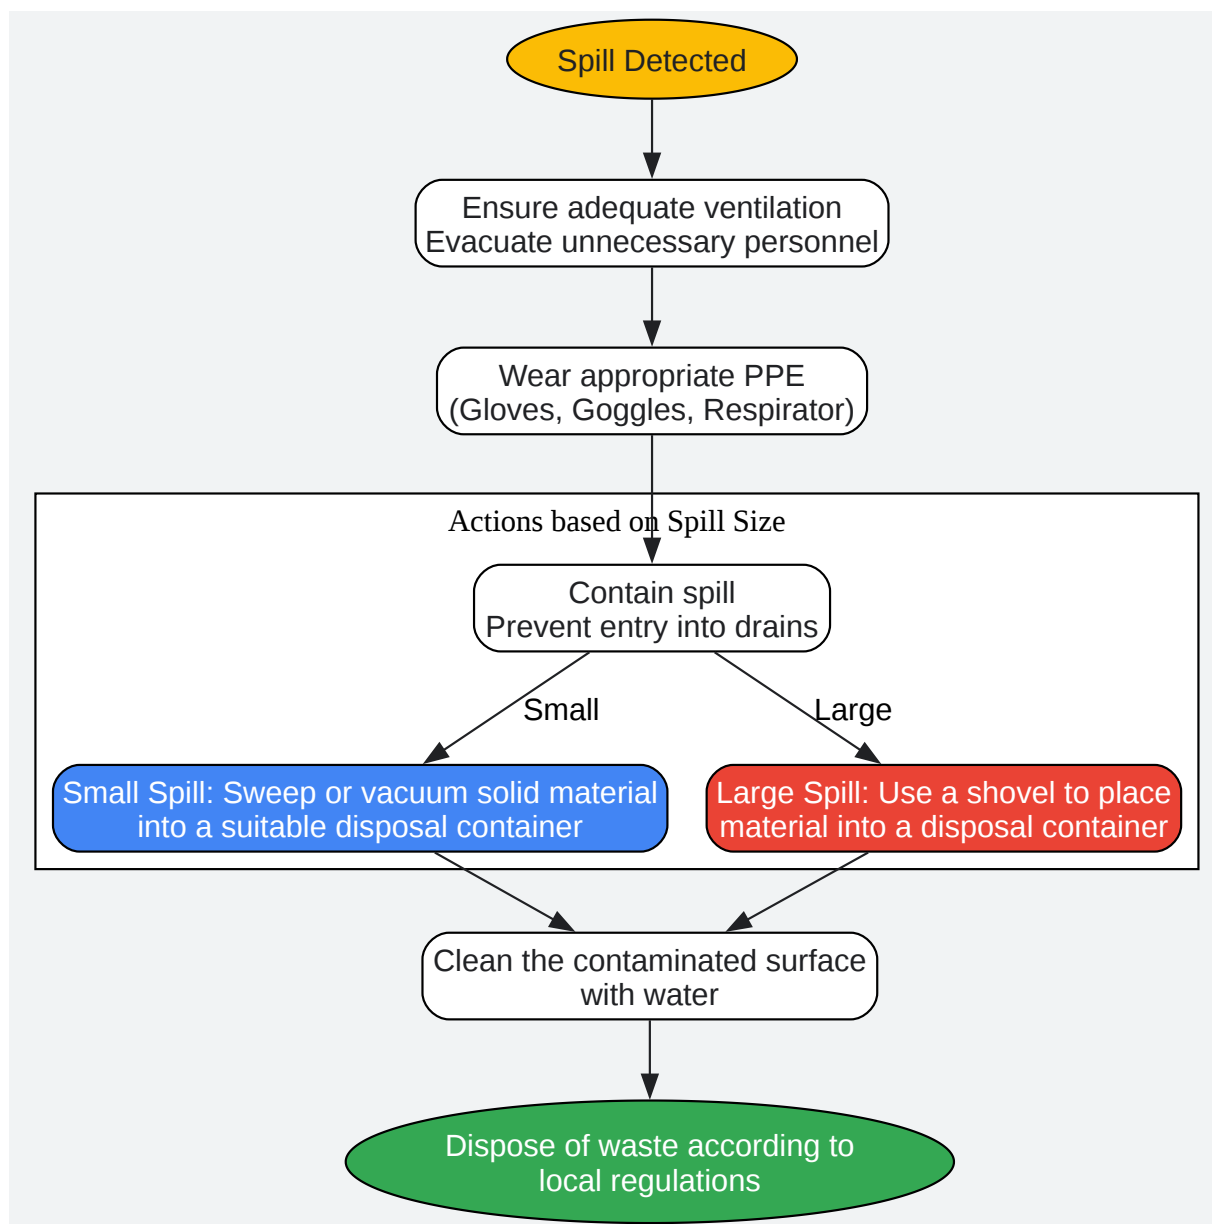 Spill Detected
Ensure adequate ventilation
Evacuate unnecessary personnel
Wear appropriate PPE
(Gloves, Goggles, Respirator)
Actions based on Spill Size
Contain spill
Prevent entry into drains
Small
Large
Small Spill: Sweep or vacuum solid material
into a suitable disposal container
Large Spill: Use a shovel to place
material into a disposal container
Clean the contaminated surface
with water
Dispose of waste according to
local regulations